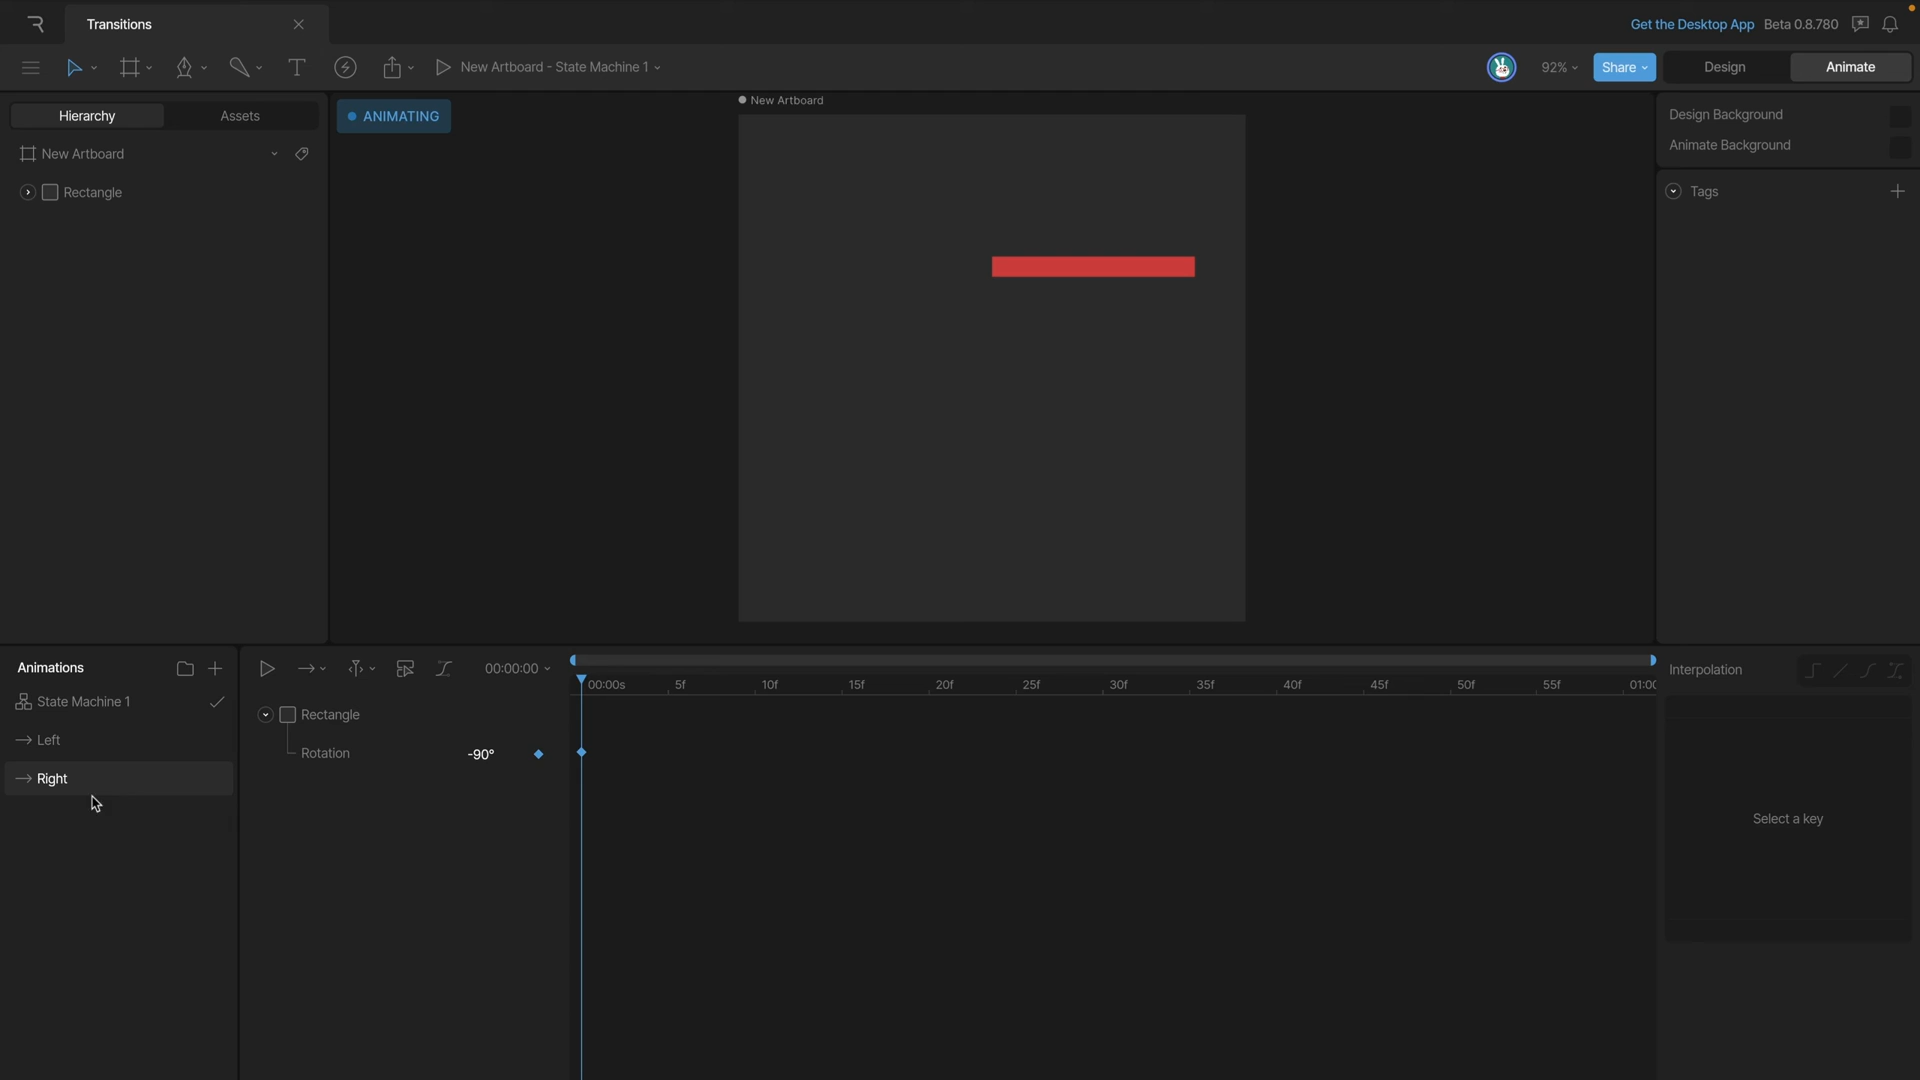 Transitions
Get the Desktop App Beta 0.8.780
New Artboard - State Machine 1
92%
Share
Design
Animate
Hierarchy
Assets
ANIMATING
New Artboard
Design Background
Animate Background
New Artboard
Rectangle
Tags
Animations
State Machine 1
Left
Right
00:00:00
00:00s 5f 10f 15f 20f 25f 30f 35f 40f 45f 50f 55f 01:0
Rectangle
Rotation -90°
Interpolation
Select a key